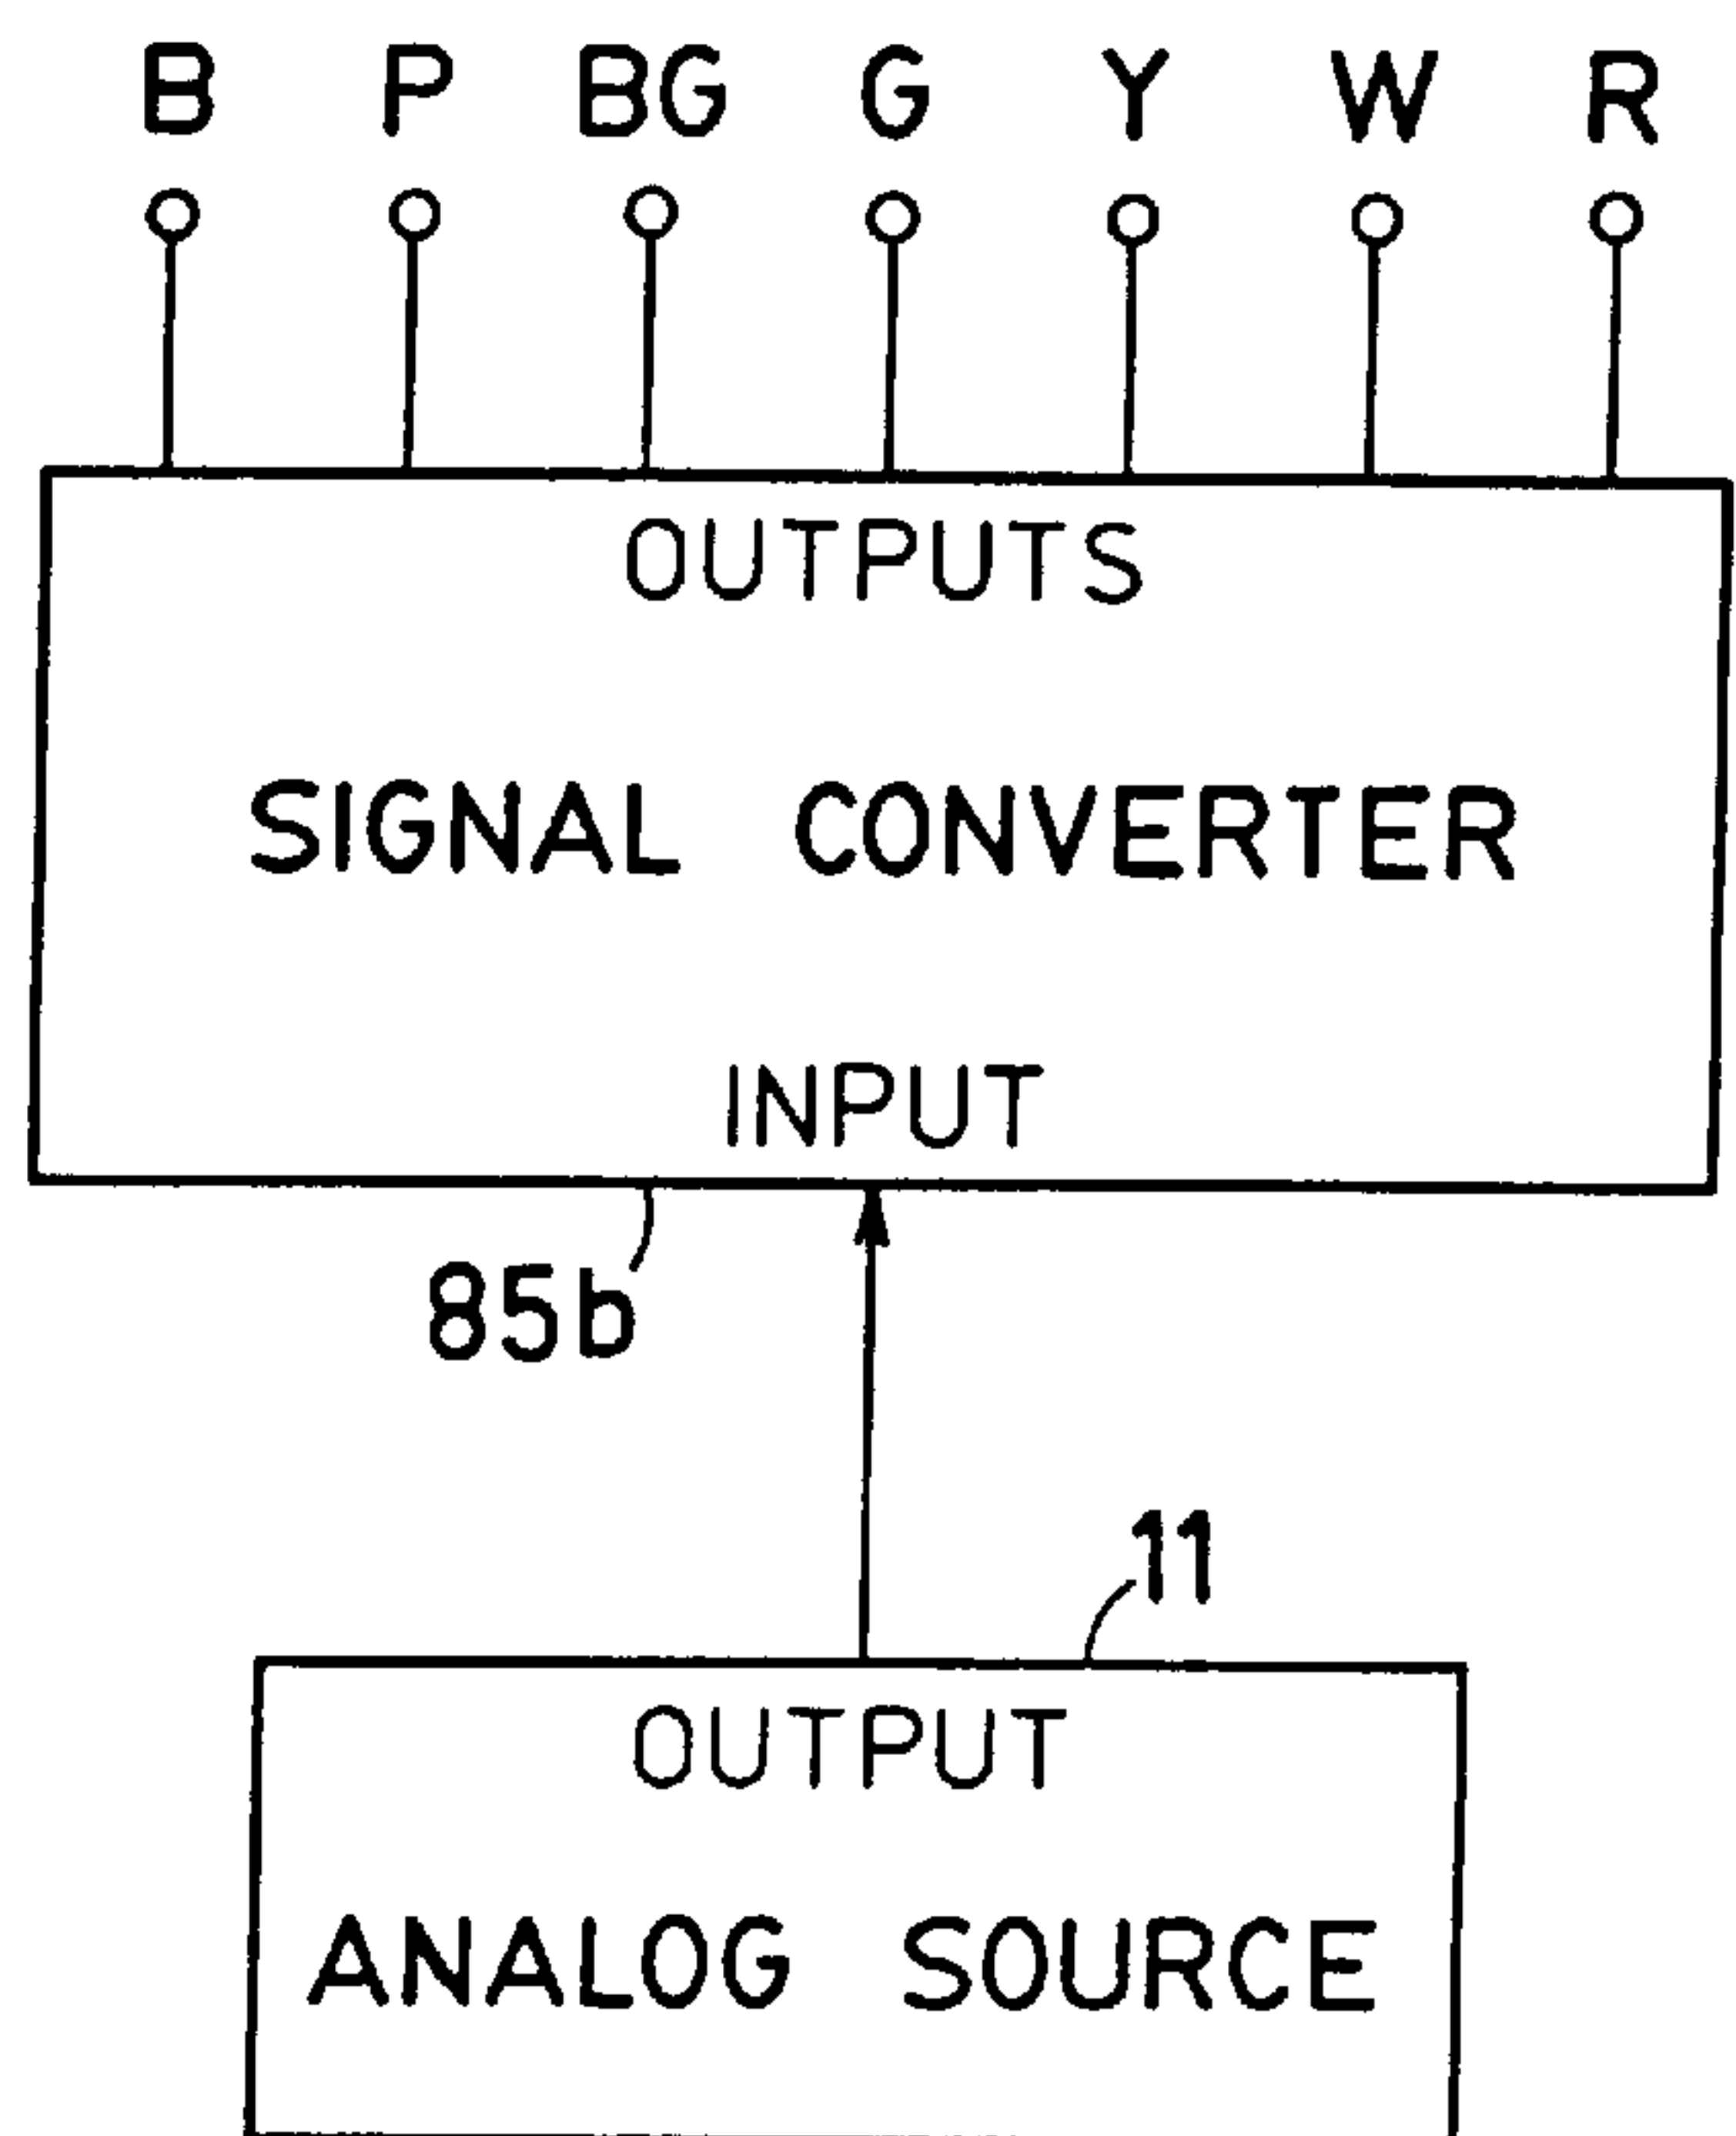 B P BG G Y W R
OUTPUTS
SIGNAL CONVERTER
INPUT
85b
11
OUTPUT
ANALOG SOURCE